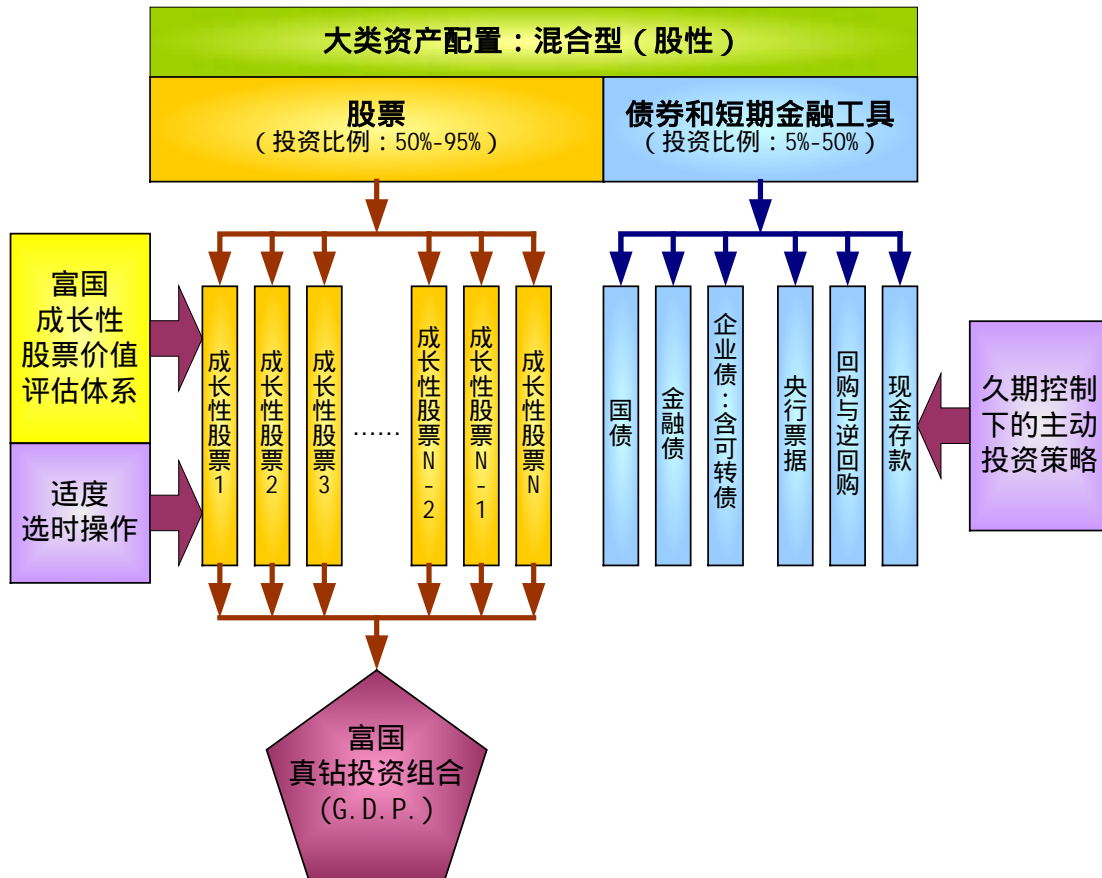 大类资产配置：混合型（股性）
股票
（投资比例：50%-95%）
债券和短期金融工具
（投资比例：5%-50%）
富国
成长性
股票价值
评估体系
适度
选时操作
成长性股票1
成长性股票2
成长性股票3
……
成长性股票N-2
成长性股票N-1
成长性股票N
国债
金融债
企业债：含可转债
央行票据
回购与逆回购
现金存款
久期控制
下的主动
投资策略
富国
真钻投资组合
(G.D.P.)